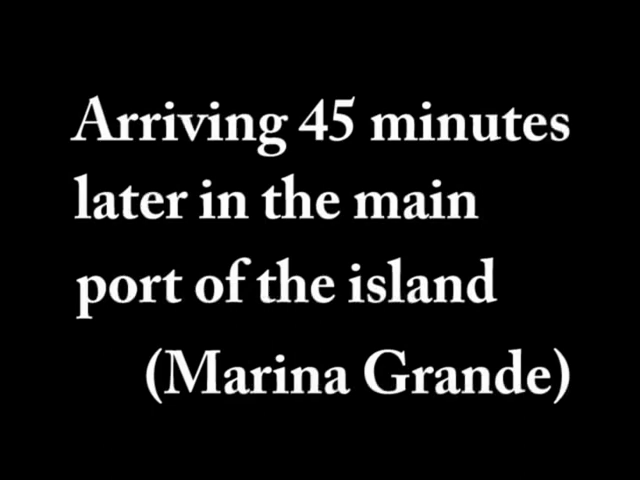 Arriving 45 minutes
later in the main
port of the island
(Marina Grande)